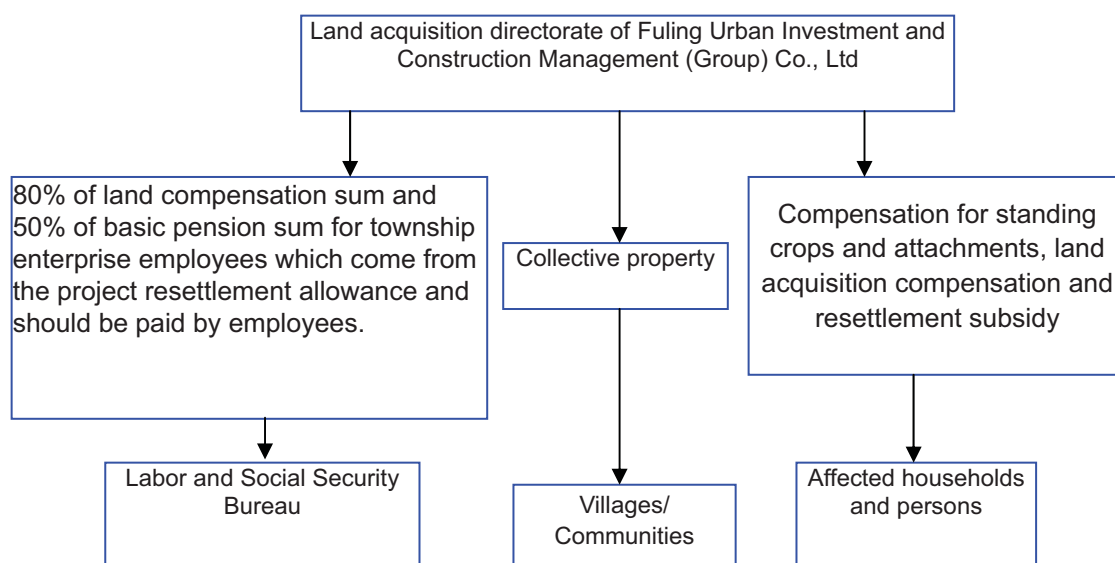 Land acquisition directorate of Fuling Urban Investment and
Construction Management (Group) Co., Ltd
80% of land compensation sum and
50% of basic pension sum for township
enterprise employees which come from
the project resettlement allowance and
should be paid by employees.
Collective property
Compensation for standing
crops and attachments, land
acquisition compensation and
resettlement subsidy
Labor and Social Security
Bureau
Villages/
Communities
Affected households
and persons